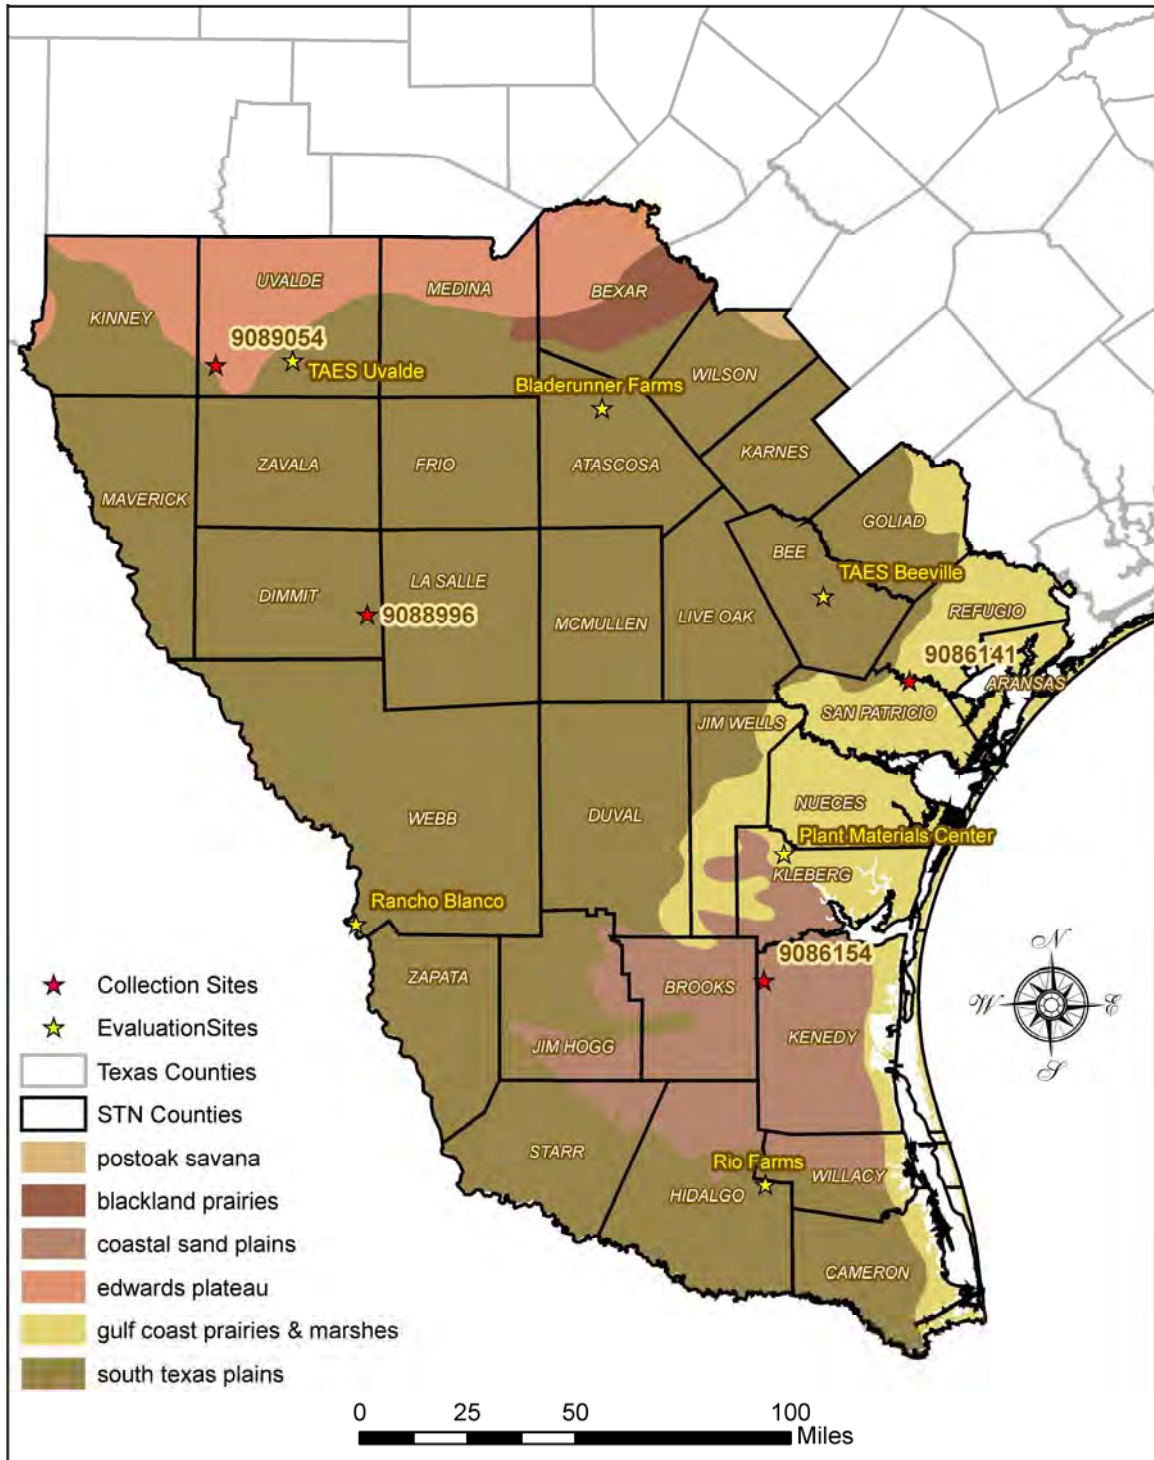 UVALDE
MEDINA
BEXAR
KINNEY
9089054
TAES Uvalde
Bladerunner Farms
WILSON
ZAVALA
FRIO
ATASCOSA
KARNES
MAVERICK
GOLIAD
BEE
TAES Beeville
DIMMIT
LA SALLE
9088996
MCMULLEN
LIVE OAK
REFUGIO
9086141
ARANSAS
SAN PATRICIO
JIM WELLS
WEBB
DUVAL
NUECES
Plant Materials Center
KLEBERG
Rancho Blanco
9086154
ZAPATA
BROOKS
KENEDY
JIM HOGG
STARR
Rio Farms
HIDALGO
WILLACY
CAMERON
N
W
E
S
Collection Sites
EvaluationSites
Texas Counties
STN Counties
postoak savana
blackland prairies
coastal sand plains
edwards plateau
gulf coast prairies & marshes
south texas plains
0 25 50 100
Miles